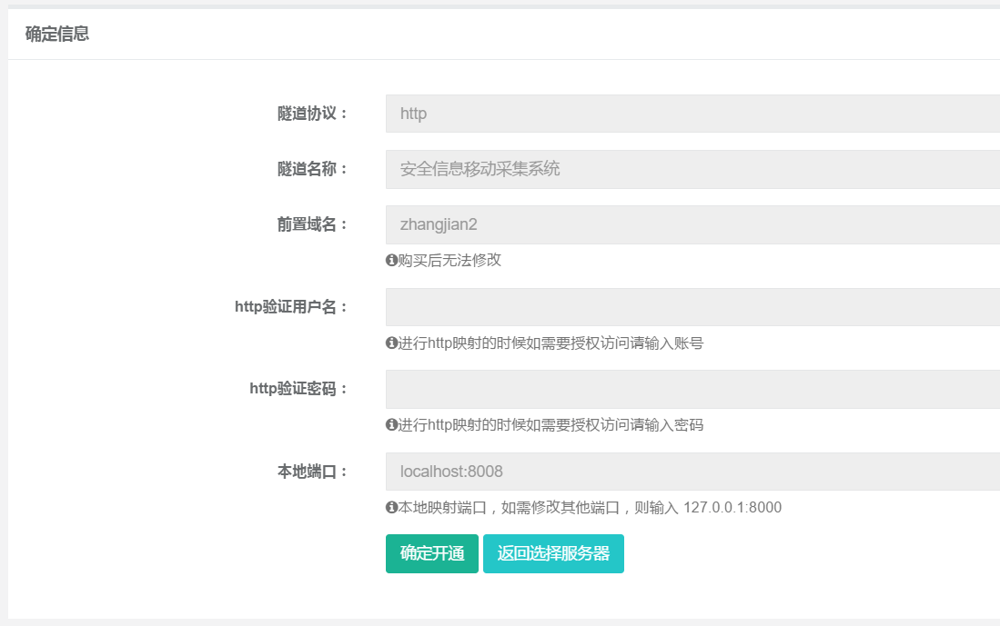 确定信息
隧道协议： http
隧道名称： 安全信息移动采集系统
前置域名： zhangjian2
购买后无法修改
http验证用户名：
进行http映射的时候如需要授权访问请输入账号
http验证密码：
进行http映射的时候如需要授权访问请输入密码
本地端口： localhost:8008
本地映射端口，如需修改其他端口，则输入 127.0.0.1:8000
确定开通 返回选择服务器